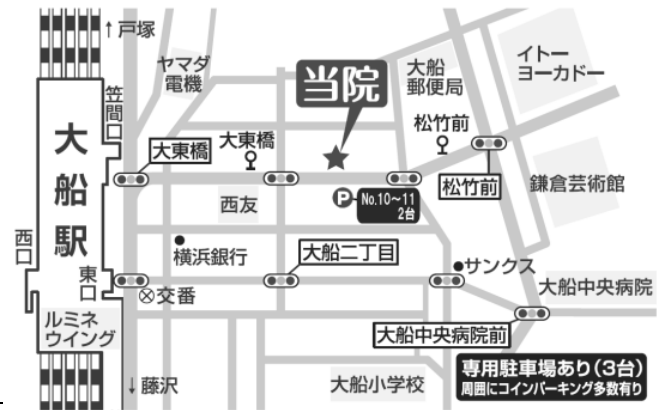 ↑戸塚
ヤマダ
電機
当院
大船
郵便局
イトー
ヨーカドー
笠間口
大船駅
大東橋
大東橋
松竹前
松竹前
鎌倉芸術館
西友
P
No.10～11
2台
西口
東口
横浜銀行
大船二丁目
サンクス
大船中央病院
交番
ルミネ
ウイング
大船中央病院前
↓藤沢
大船小学校
専用駐車場あり(3台)
周囲にコインパーキング多数有り